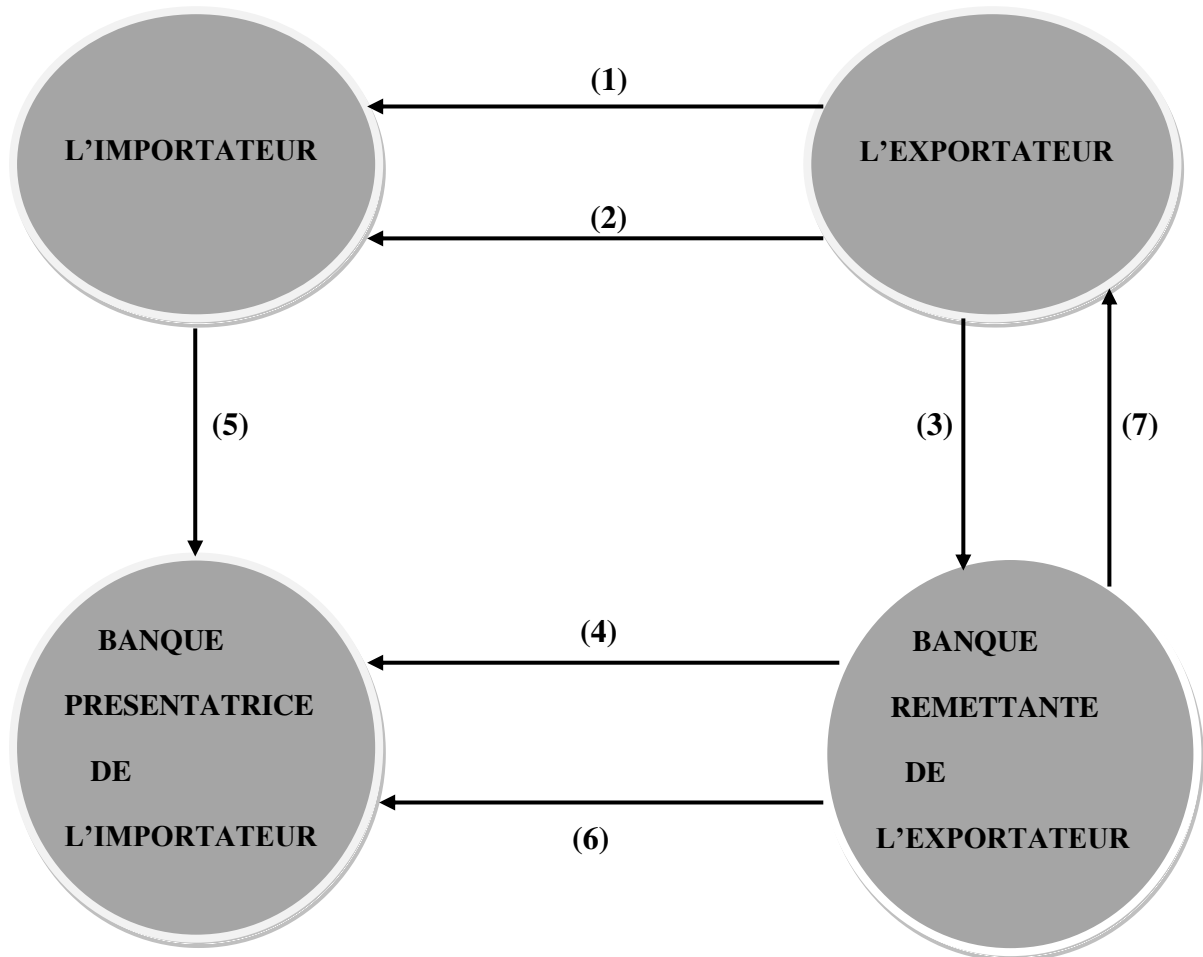 (1)
L’IMPORTATEUR
L’EXPORTATEUR
(2)
(5)
(3)
(7)
(4)
BANQUE
PRESENTATRICE
DE
L’IMPORTATEUR
BANQUE
REMETTANTE
DE
L’EXPORTATEUR
(6)